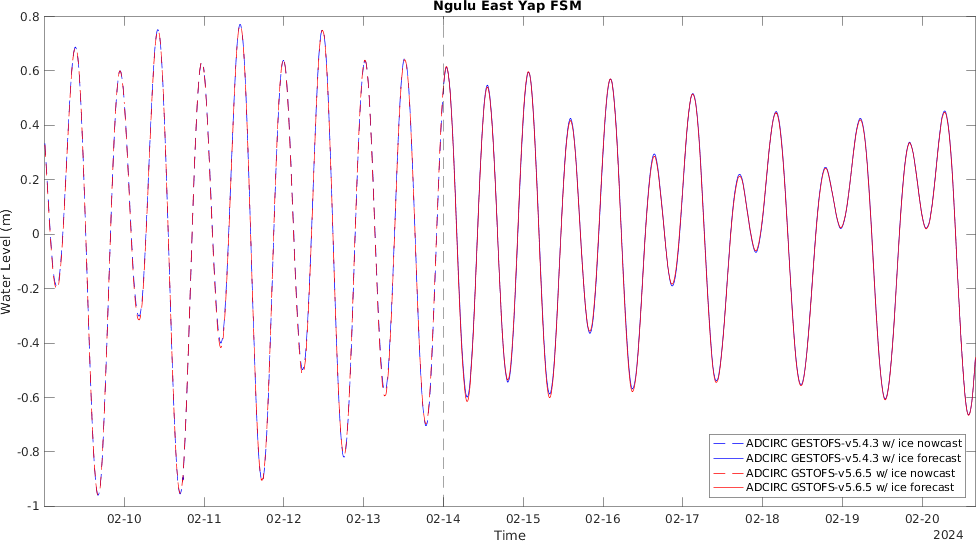 Ngulu East Yap FSM
0.8
0.6
0.4
0.2
0
-0.2
-0.4
-0.6
-0.8
-1
Water Level (m)
ADCIRC GESTOFS-v5.4.3 w/ ice nowcast
ADCIRC GESTOFS-v5.4.3 w/ ice forecast
ADCIRC GSTOFS-v5.6.5 w/ ice nowcast
ADCIRC GSTOFS-v5.6.5 w/ ice forecast
02-10 02-11 02-12 02-13 02-14 02-15 02-16 02-17 02-18 02-19 02-20
Time
2024